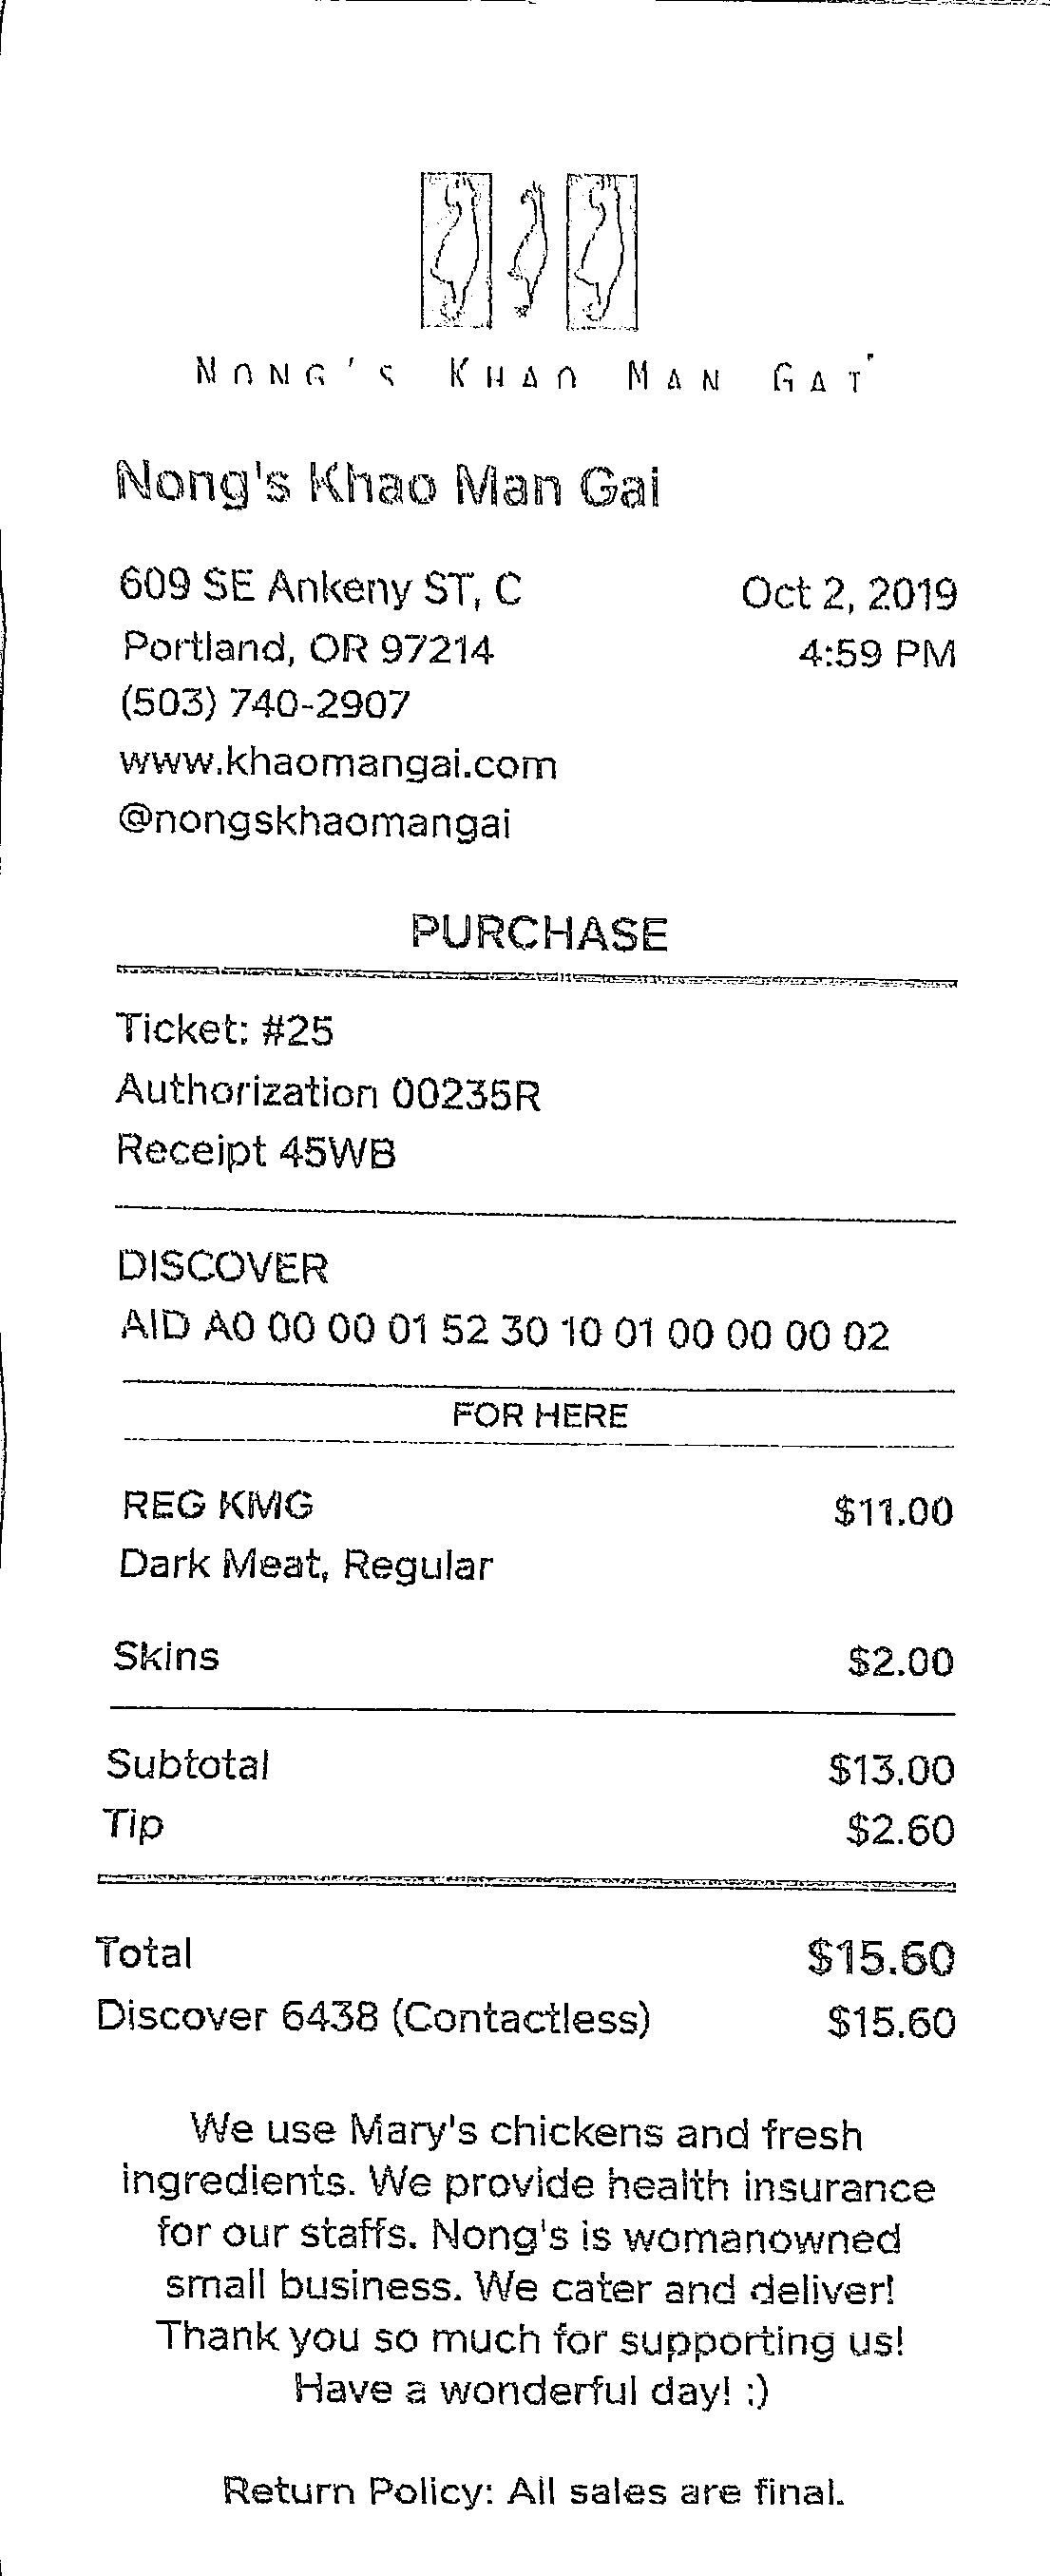 NONG'S KHAO MAN GAI
Nong's Khao Man Gai
609 SE Ankeny ST, C
Oct 2, 2019
Portland, OR 97214
4:59 PM
(503) 740-2907
www.khaomangai.com
@nongskhaomangai
PURCHASE
Ticket: #25
Authorization 00235R
Receipt 45WB
DISCOVER
AID A0 00 00 01 52 30 10 01 00 00 00 02
FOR HERE
REG KMG $11.00
Dark Meat, Regular
Skins $2.00
Subtotal $13.00
Tip $2.60
Total $15.60
Discover 6438 (Contactless) $15.60
We use Mary's chickens and fresh
ingredients. We provide health insurance
for our staffs. Nong's is womanowned
small business. We cater and deliver!
Thank you so much for supporting us!
Have a wonderful day! :)
Return Policy: All sales are final.